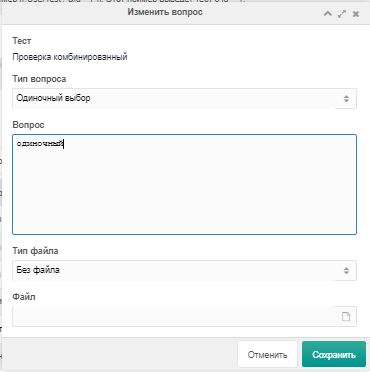 Изменить вопрос
Тест
Проверка комбинированный
Тип вопроса
Одиночный выбор
Вопрос
одиночный
Тип файла
Без файла
Файл
Отменить
Сохранить